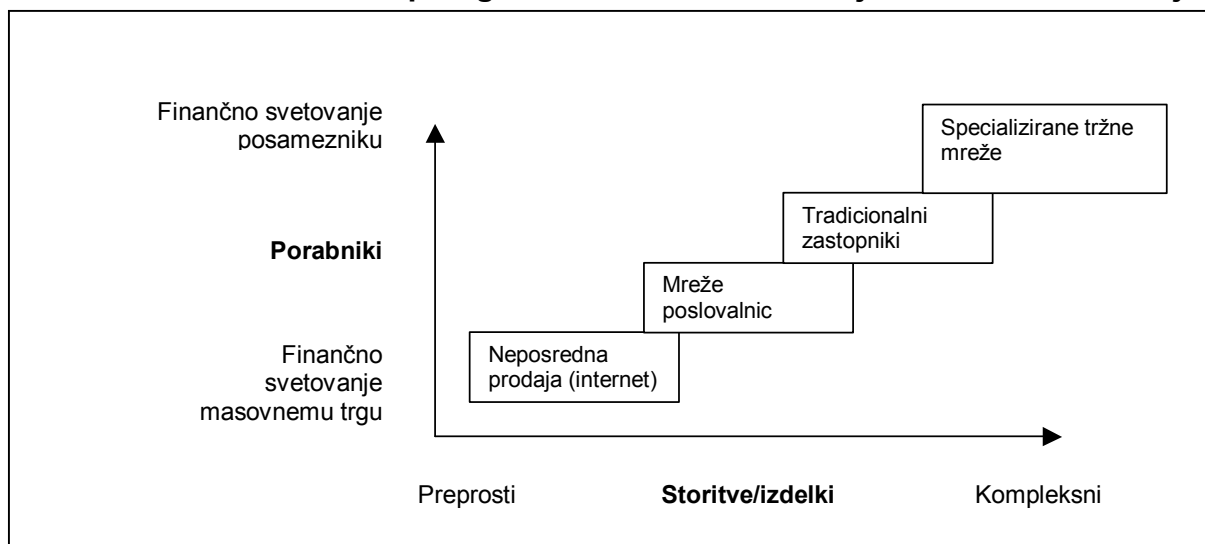 Finančno svetovanje
posamezniku
Specializirane tržne
mreže
Tradicionalni
zastopniki
Porabniki
Mreže
poslovalnic
Finančno
svetovanje
masovnemu trgu
Neposredna
prodaja (internet)
Preprosti
Storitve/izdelki
Kompleksni